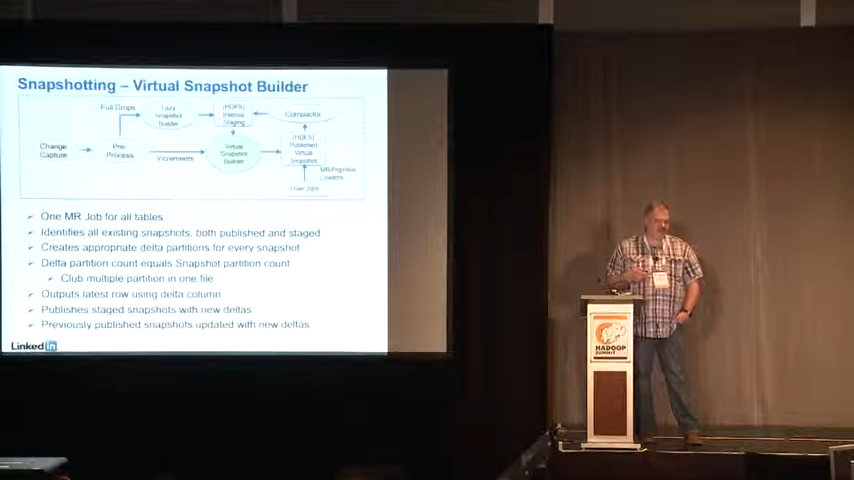 Snapshotting – Virtual Snapshot Builder
Full Drops
Lazy
Snapshot
Builder
(HDFS)
Internal
Staging
Compactor
Change
Capture
Pre-
Process
Increments
Virtual
Snapshot
Builder
(HDFS)
Published
Virtual
Snapshot
Loaders
User Jobs
One MR Job for all tables
Identifies all existing snapshots, both published and staged
Creates appropriate delta partitions for every snapshot
Delta partition count equals Snapshot partition count
Club multiple partition in one file
Outputs latest row using delta column
Publishes staged snapshots with new deltas
Previously published snapshots updated with new deltas
LinkedIn
HADOOP
SUMMIT